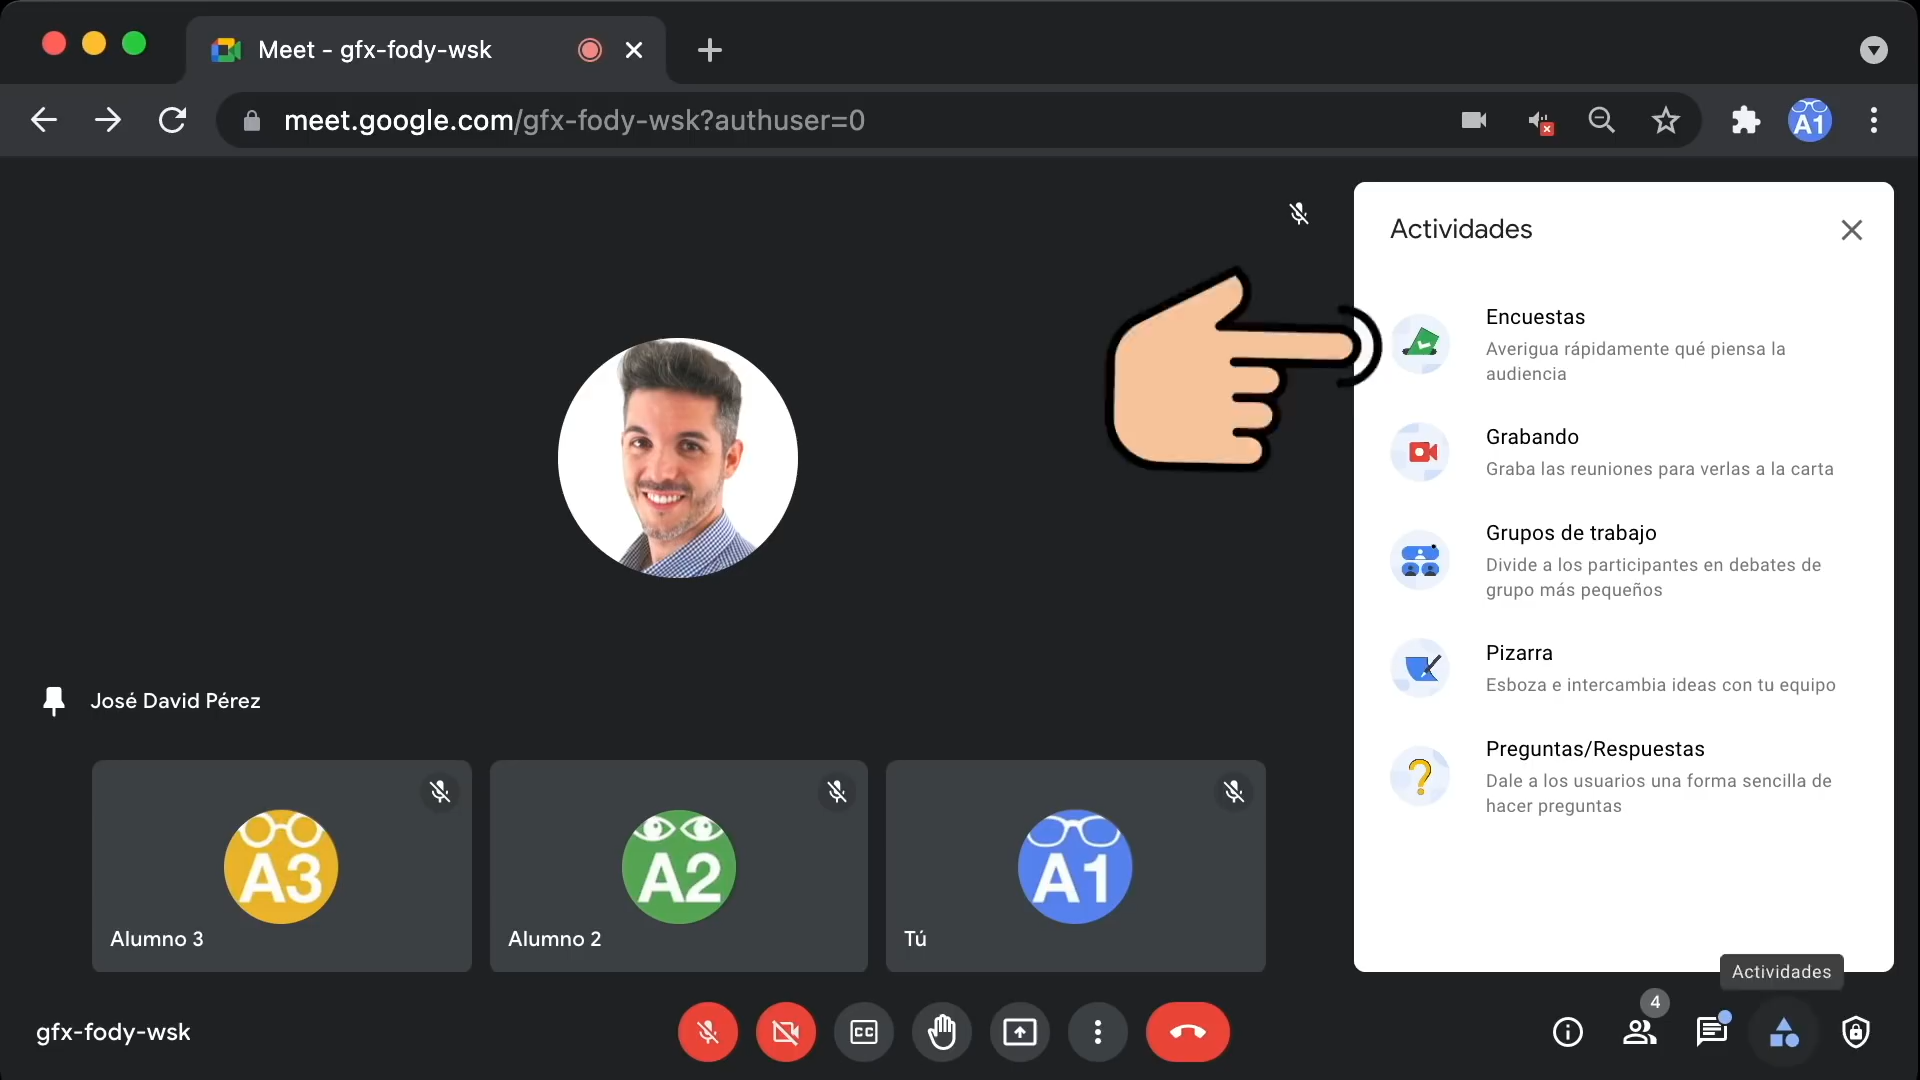 Meet - gfx-fody-wsk
meet.google.com/gfx-fody-wsk?authuser=0
A1
Actividades
Encuestas
Averigua rápidamente qué piensa la
audiencia
Grabando
Graba las reuniones para verlas a la carta
Grupos de trabajo
Divide a los participantes en debates de
grupo más pequeños
Pizarra
Esboza e intercambia ideas con tu equipo
Preguntas/Respuestas
Dale a los usuarios una forma sencilla de
hacer preguntas
José David Pérez
A3
Alumno 3
A2
Alumno 2
A1
Tú
Actividades
gfx-fody-wsk
CC
4